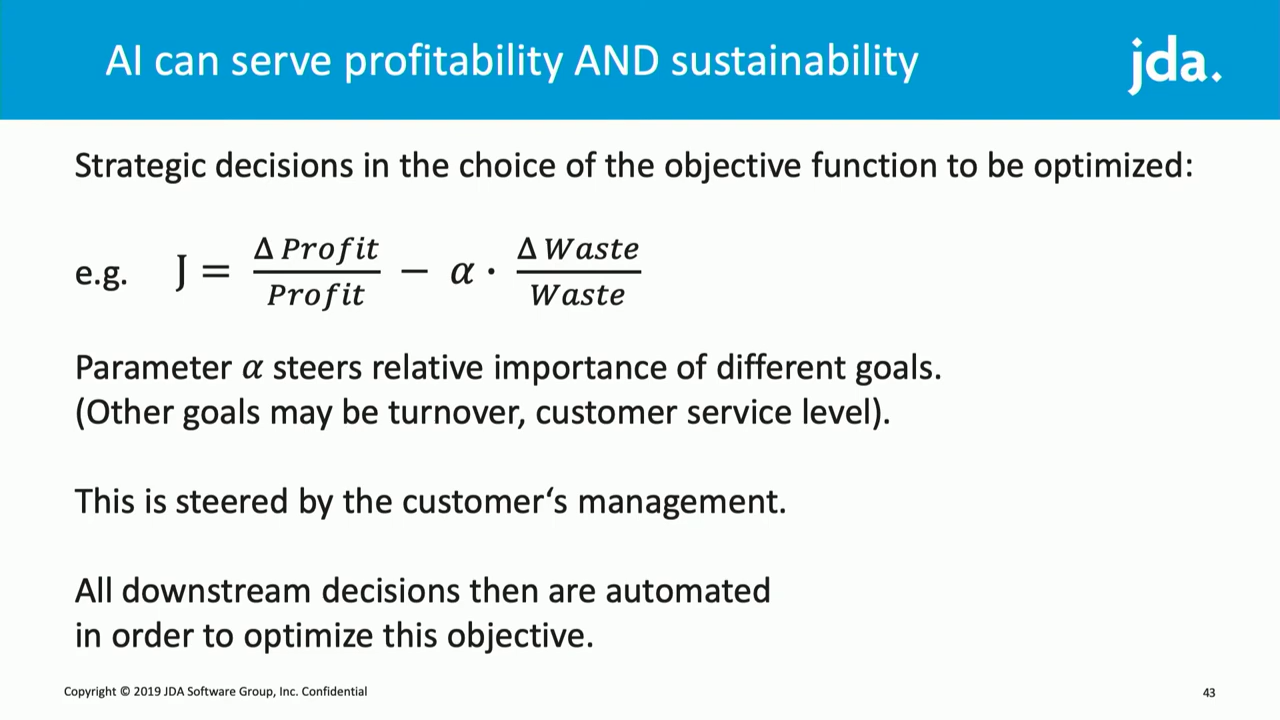 AI can serve profitability AND sustainability
jda.
Strategic decisions in the choice of the objective function to be optimized:
e.g. J = Δ Profit / Profit − α · Δ Waste / Waste
Parameter α steers relative importance of different goals.
(Other goals may be turnover, customer service level).
This is steered by the customer‘s management.
All downstream decisions then are automated
in order to optimize this objective.
Copyright © 2019 JDA Software Group, Inc. Confidential
43